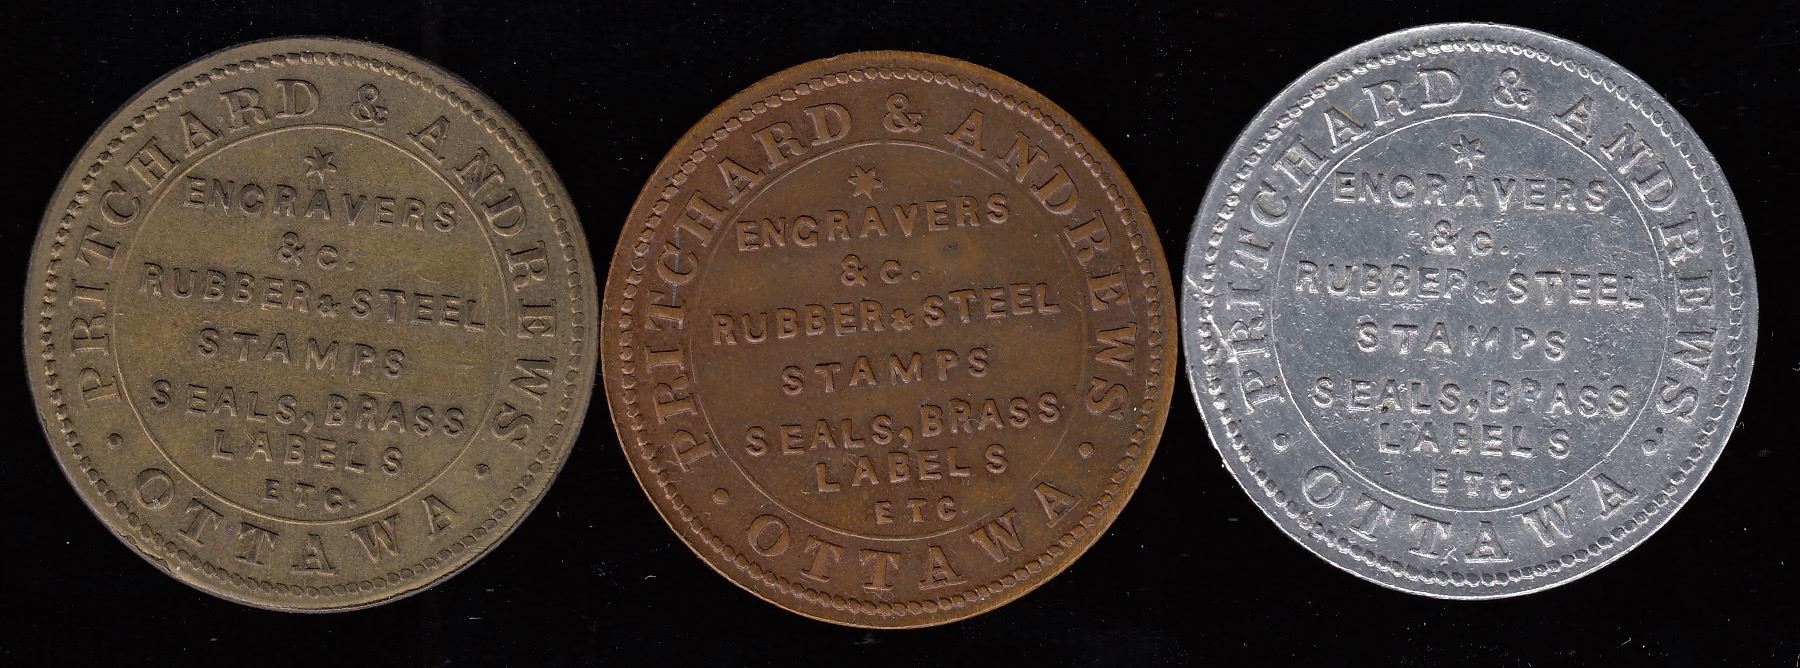 PRITCHARD & ANDREWS
ENGRAVERS
& C.
RUBBER & STEEL
STAMPS
SEALS, BRASS
LABELS
ETC.
OTTAWA
PRITCHARD & ANDREWS
ENGRAVERS
& C.
RUBBER & STEEL
STAMPS
SEALS, BRASS
LABELS
ETC.
OTTAWA
PRITCHARD & ANDREWS
ENGRAVERS
& C.
RUBBER & STEEL
STAMPS
SEALS, BRASS
LABELS
ETC.
OTTAWA